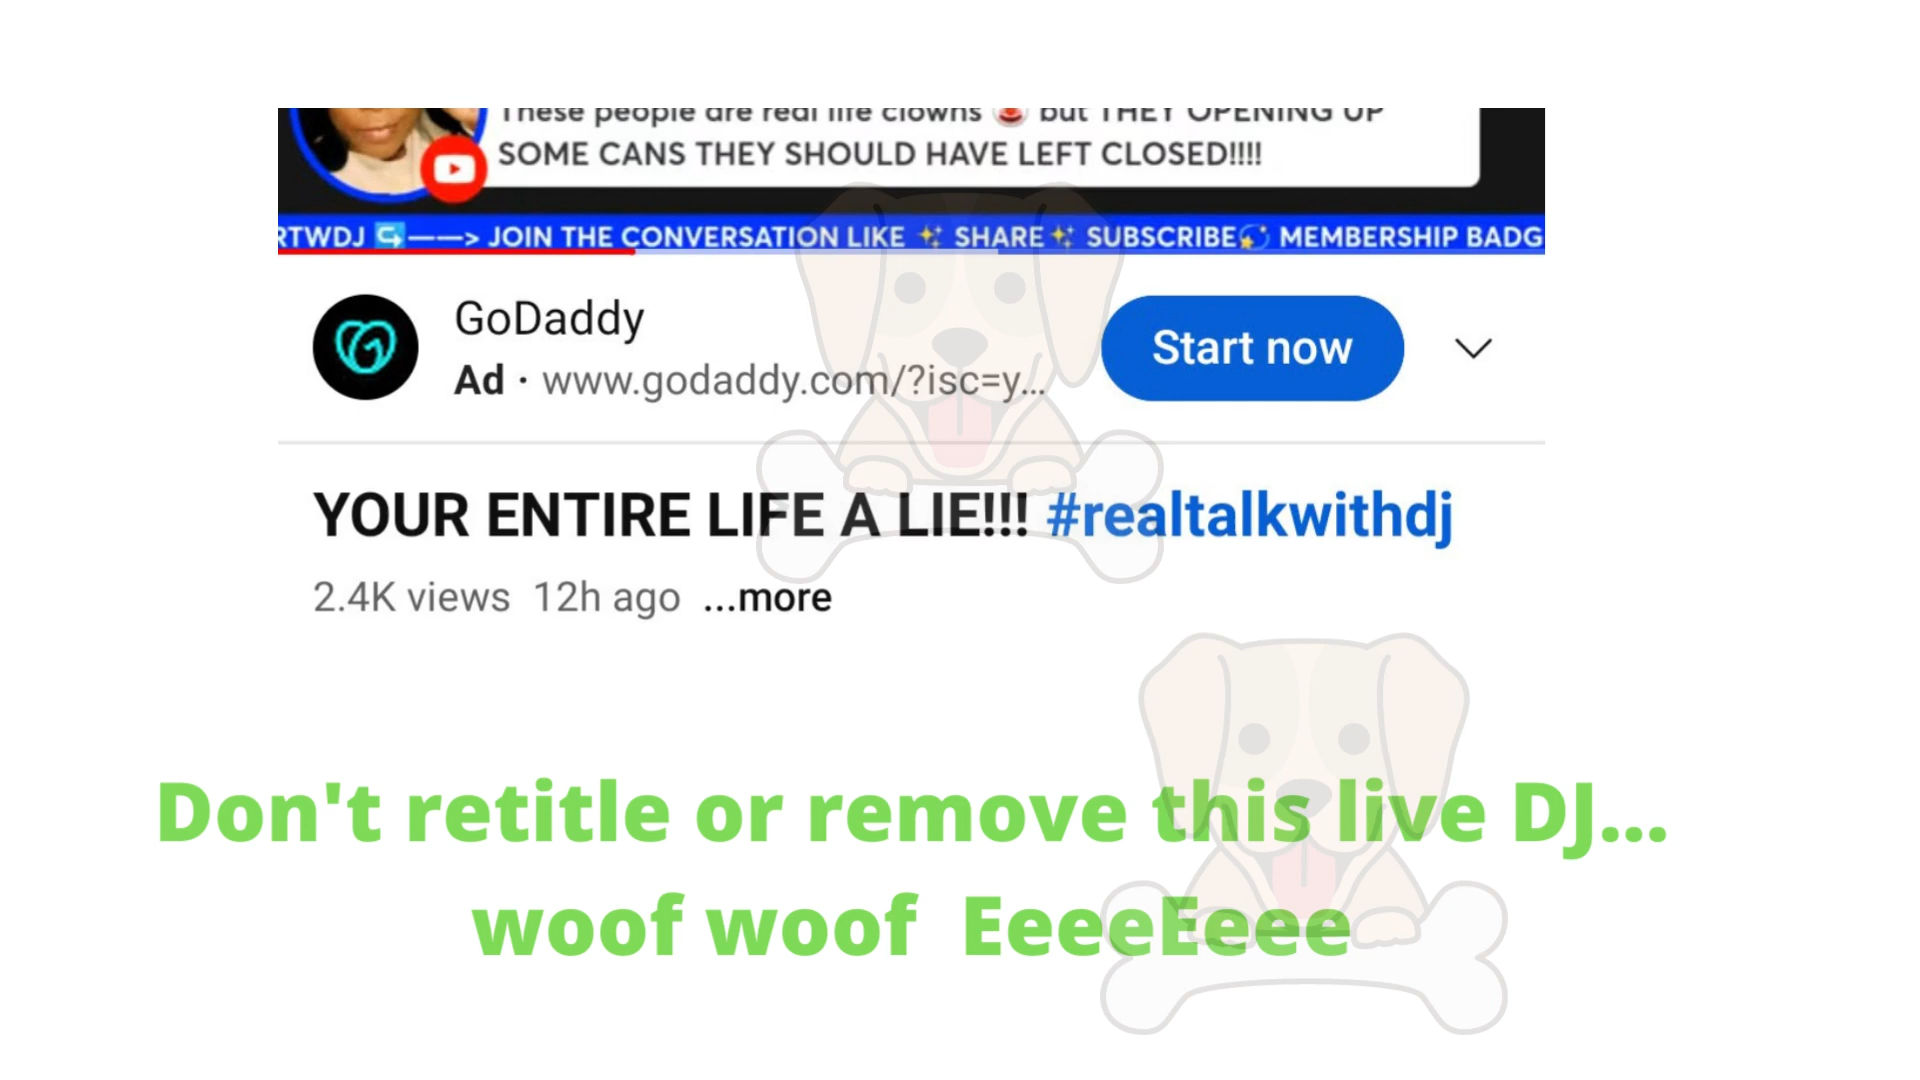 These people are real life clowns 🤡 but THEY OPENING UP
SOME CANS THEY SHOULD HAVE LEFT CLOSED!!!!
RTWDJ ↪️——> JOIN THE CONVERSATION LIKE ✨ SHARE✨ SUBSCRIBE💫 MEMBERSHIP BADG
GoDaddy
Ad · www.godaddy.com/?isc=y...
Start now
YOUR ENTIRE LIFE A LIE!!! #realtalkwithdj
2.4K views 12h ago ...more
Don't retitle or remove this live DJ...
woof woof EeeeEeee